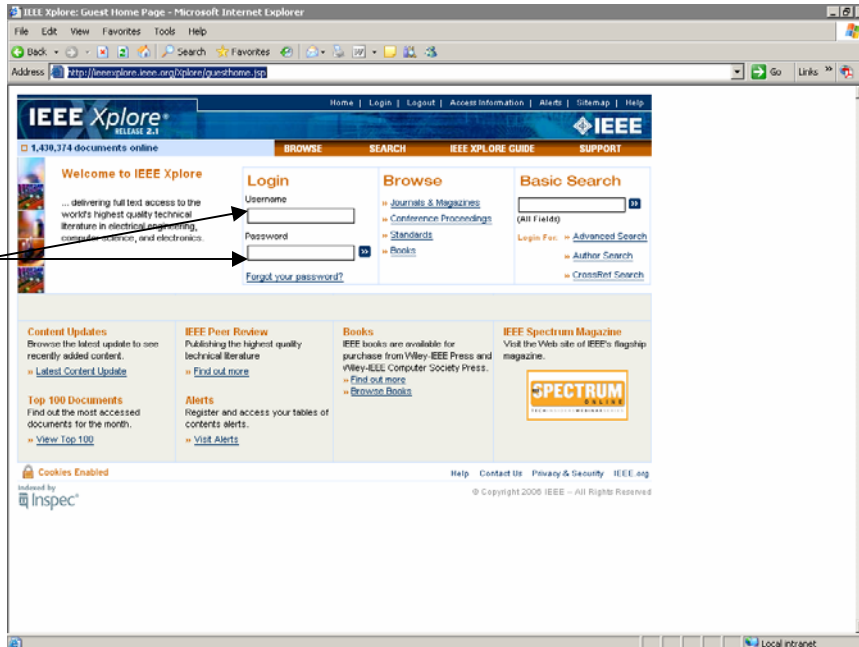 IEEE Xplore: Guest Home Page - Microsoft Internet Explorer
File Edit View Favorites Tools Help
Back Search Favorites
Address http://ieeexplore.ieee.org/Xplore/guesthome.jsp Go Links »
Home | Login | Logout | Access Information | Alerts | Sitemap | Help
IEEE Xplore®
RELEASE 2.1
IEEE
1,430,374 documents online
BROWSE SEARCH IEEE XPLORE GUIDE SUPPORT
Welcome to IEEE Xplore
... delivering full text access to the
world's highest quality technical
literature in electrical engineering,
computer science, and electronics.
Login
Username
Password
»
Forgot your password?
Browse
» Journals & Magazines
» Conference Proceedings
» Standards
» Books
Basic Search
»
(All Fields)
Login For: » Advanced Search
» Author Search
» CrossRef Search
Content Updates
Browse the latest update to see
recently added content.
» Latest Content Update
Top 100 Documents
Find out the most accessed
documents for the month.
» View Top 100
IEEE Peer Review
Publishing the highest quality
technical literature
» Find out more
Alerts
Register and access your tables of
contents alerts.
» Visit Alerts
Books
IEEE books are available for
purchase from Wiley-IEEE Press and
Wiley-IEEE Computer Society Press.
» Find out more
» Browse Books
IEEE Spectrum Magazine
Visit the Web site of IEEE's flagship
magazine.
SPECTRUM
ONLINE
Cookies Enabled
Help Contact Us Privacy & Security IEEE.org
© Copyright 2006 IEEE – All Rights Reserved
Indexed by
Inspec®
Local intranet